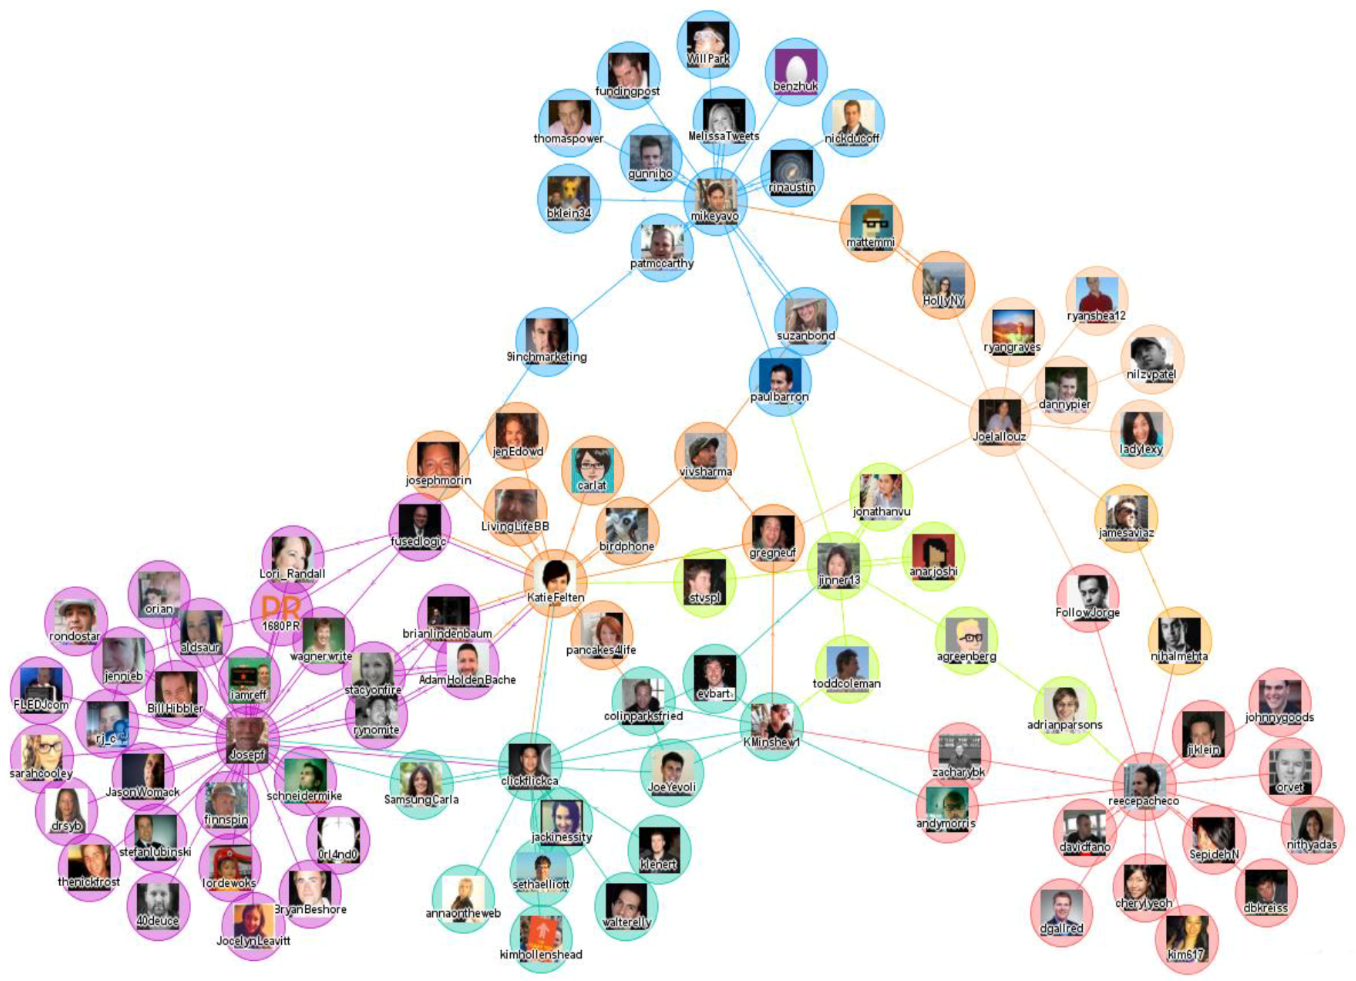 Will Park
benzhuk
fundingpost
MelissaTweets
nickducoff
thomaspower
gunniho
rinaustin
bklein34
mikeyavo
mattemmi
patmccarthy
HollyNY
ryanshea12
suzanbond
ryangraves
9inchmarketing
nilzvpatel
paulbarron
dannypier
Joelallouz
ladylexy
jenEdowd
josephmorin
carlat
vivsharma
jonathanvu
LivingLifeBB
jamesaviaz
fusedlogic
birdphone
gregneuf
anarjoshi
Lori_Randall
jinner13
KatieFelten
stvspl
FollowJorge
orian
PR
1680PR
rondostar
brianlindenbaum
aldsaur
wagnerwrite
pancakes4life
agreenberg
nihalmehta
jennieb
AdamHoldenBache
stacyonfire
toddcoleman
iamreff
evbart
FLEDJcom
BillHibbler
colinparksfried
johnnygoods
adrianparsons
rynomite
rj_c
KMinshew1
jiklein
Josepf
sarahcooley
zacharybk
clickflickca
JoeYevoli
orvet
JasonWomack
schneidermike
SamsungCarla
reecepacheco
drsyb
finnspin
andymorris
jackinessity
nithyadas
davidfano
stefanlubinski
SepidehN
0rl4nd0
klenert
thenickfrost
lordewoks
sethaelliott
cherylyeoh
dbkreiss
BryanBeshore
annaontheweb
40deuce
walterelly
dgallred
JocelynLeavitt
kimhollenshead
kim617